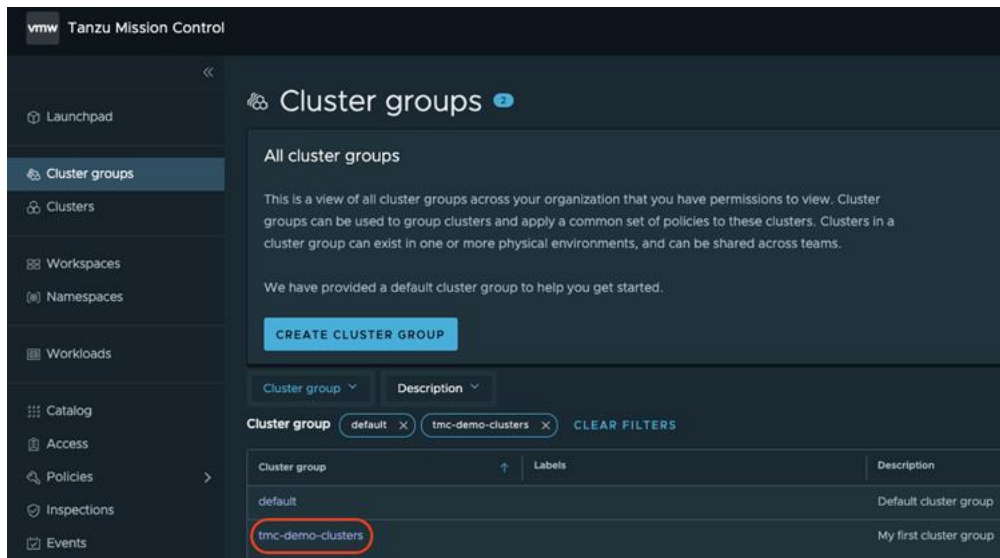 vmw Tanzu Mission Control
Launchpad
Cluster groups
Clusters
Workspaces
Namespaces
Workloads
Catalog
Access
Policies
Inspections
Events
Cluster groups 2
All cluster groups
This is a view of all cluster groups across your organization that you have permissions to view. Cluster
groups can be used to group clusters and apply a common set of policies to these clusters. Clusters in a
cluster group can exist in one or more physical environments, and can be shared across teams.
We have provided a default cluster group to help you get started.
CREATE CLUSTER GROUP
Cluster group Description
Cluster group default tmc-demo-clusters CLEAR FILTERS
Cluster group Labels Description
default Default cluster group
tmc-demo-clusters My first cluster group